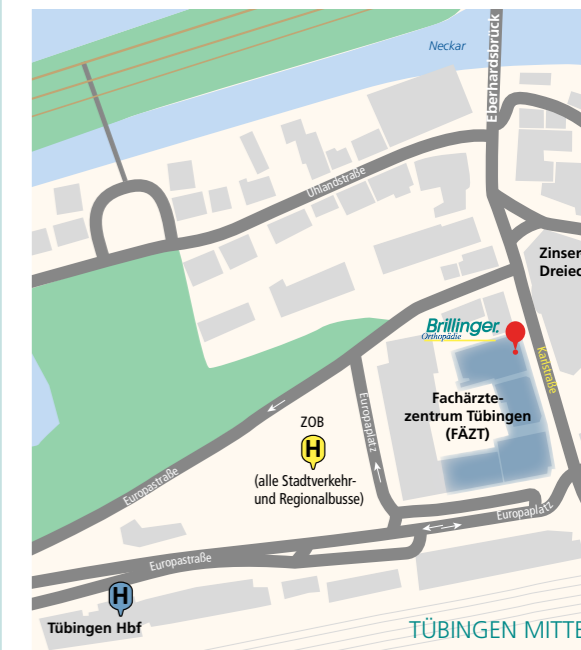 Neckar
Eberhardsbrück
Uhlandstraße
Zinser
Dreiec
Brillinger
Orthopädie
Karlstraße
Fachärzte-
zentrum Tübingen
(FÄZT)
Europaplatz
ZOB
H
(alle Stadtverkehr-
und Regionalbusse)
Europastraße
Europaplatz
Europastraße
H
Tübingen Hbf
TÜBINGEN MITTE